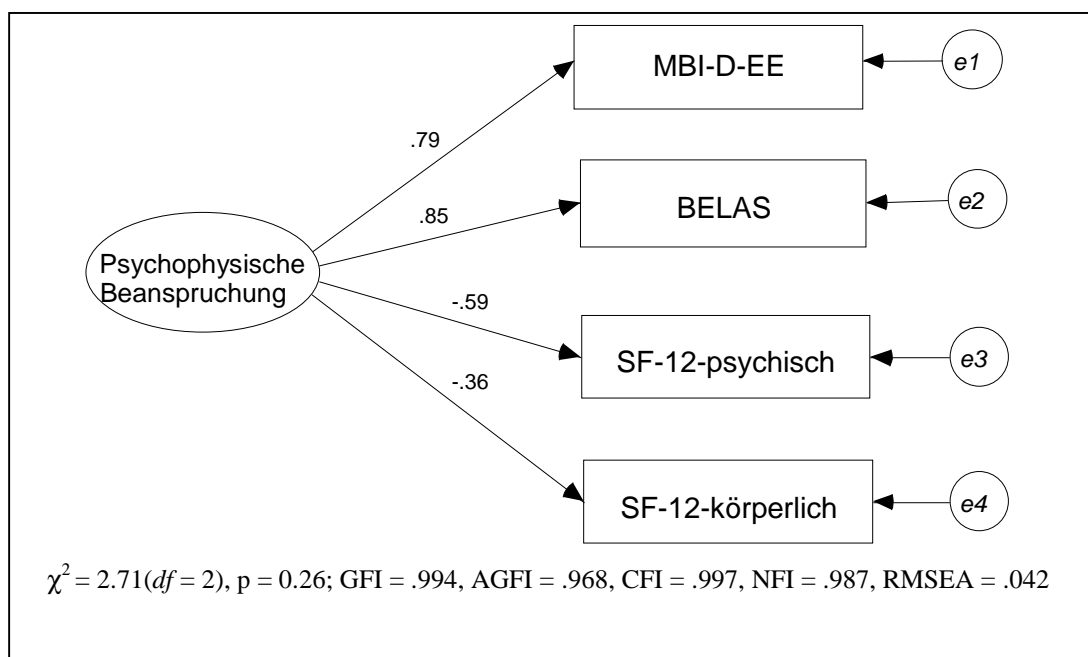 MBI-D-EE
e1
.79
BELAS
e2
.85
Psychophysische
Beanspruchung
-.59
SF-12-psychisch
e3
-.36
SF-12-körperlich
e4
χ² = 2.71(df = 2), p = 0.26; GFI = .994, AGFI = .968, CFI = .997, NFI = .987, RMSEA = .042